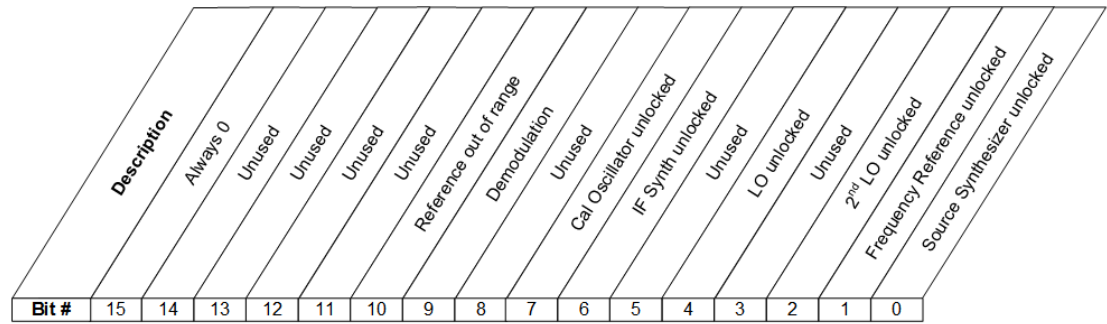 Description
Always 0
Unused
Unused
Unused
Unused
Reference out of range
Demodulation
Unused
Cal Oscillator unlocked
IF Synth unlocked
Unused
LO unlocked
Unused
2nd LO unlocked
Frequency Reference unlocked
Source Synthesizer unlocked
Bit # 15 14 13 12 11 10 9 8 7 6 5 4 3 2 1 0